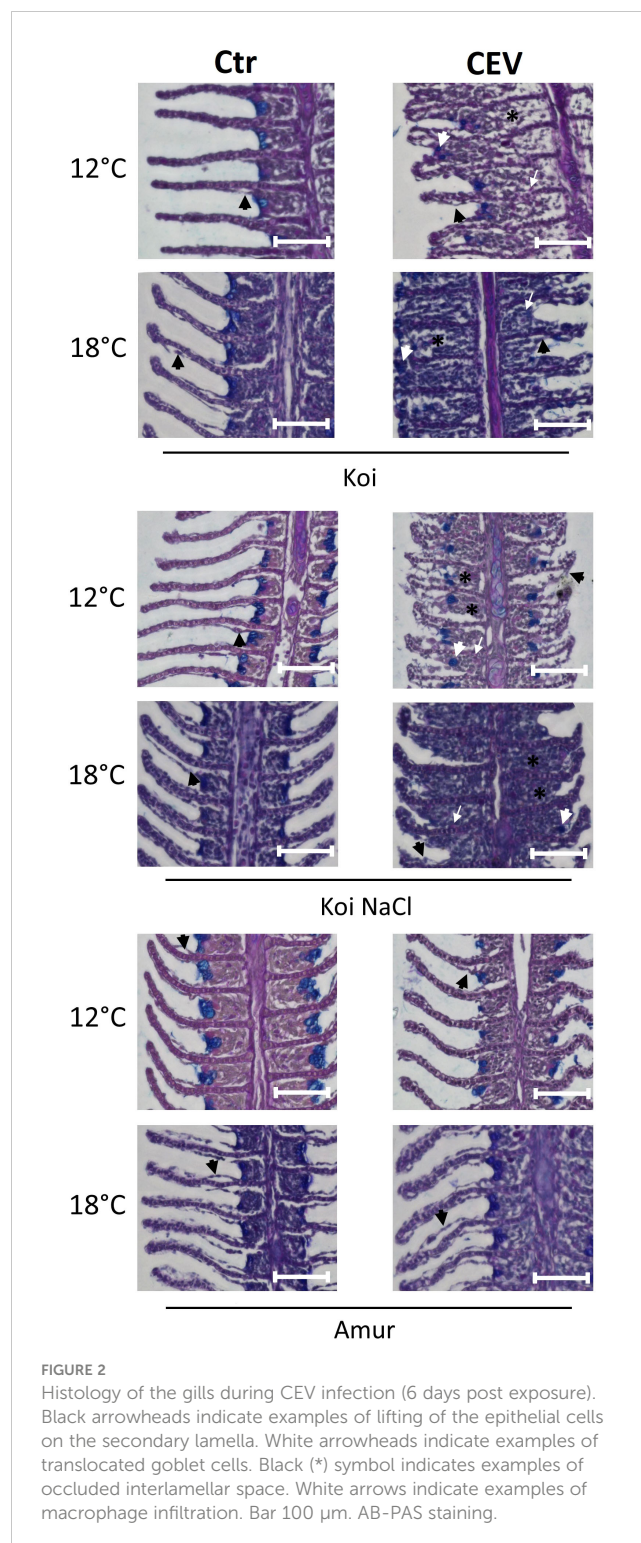 Ctr CEV
12°C
*
18°C
*
Koi
12°C
*
*
18°C
*
*
Koi NaCl
12°C
18°C
Amur
FIGURE 2
Histology of the gills during CEV infection (6 days post exposure).
Black arrowheads indicate examples of lifting of the epithelial cells
on the secondary lamella. White arrowheads indicate examples of
translocated goblet cells. Black (*) symbol indicates examples of
occluded interlamellar space. White arrows indicate examples of
macrophage infiltration. Bar 100 µm. AB-PAS staining.